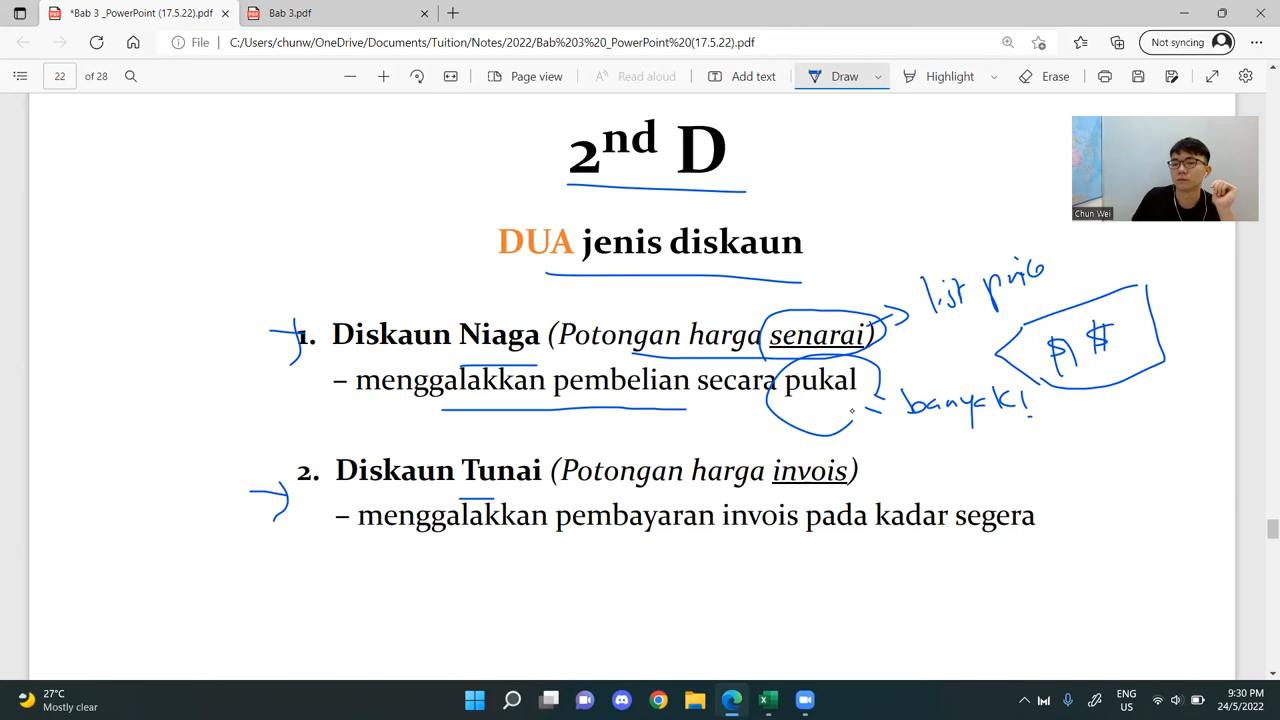 *Bab 3 _PowerPoint (17.5.22).pdf
Bab 3.pdf
File
C:/Users/chunw/OneDrive/Documents/Tuition/Notes/2022/Bab%203%20_PowerPoint%20(17.5.22).pdf
Not syncing
22 of 28
Page view
Read aloud
Add text
Draw
Highlight
Erase
2nd D
DUA jenis diskaun
list price
1. Diskaun Niaga (Potongan harga senarai)
$
– menggalakkan pembelian secara pukal
banyak!
2. Diskaun Tunai (Potongan harga invois)
– menggalakkan pembayaran invois pada kadar segera
Chun Wei
27°C
Mostly clear
ENG
US
9:30 PM
24/5/2022